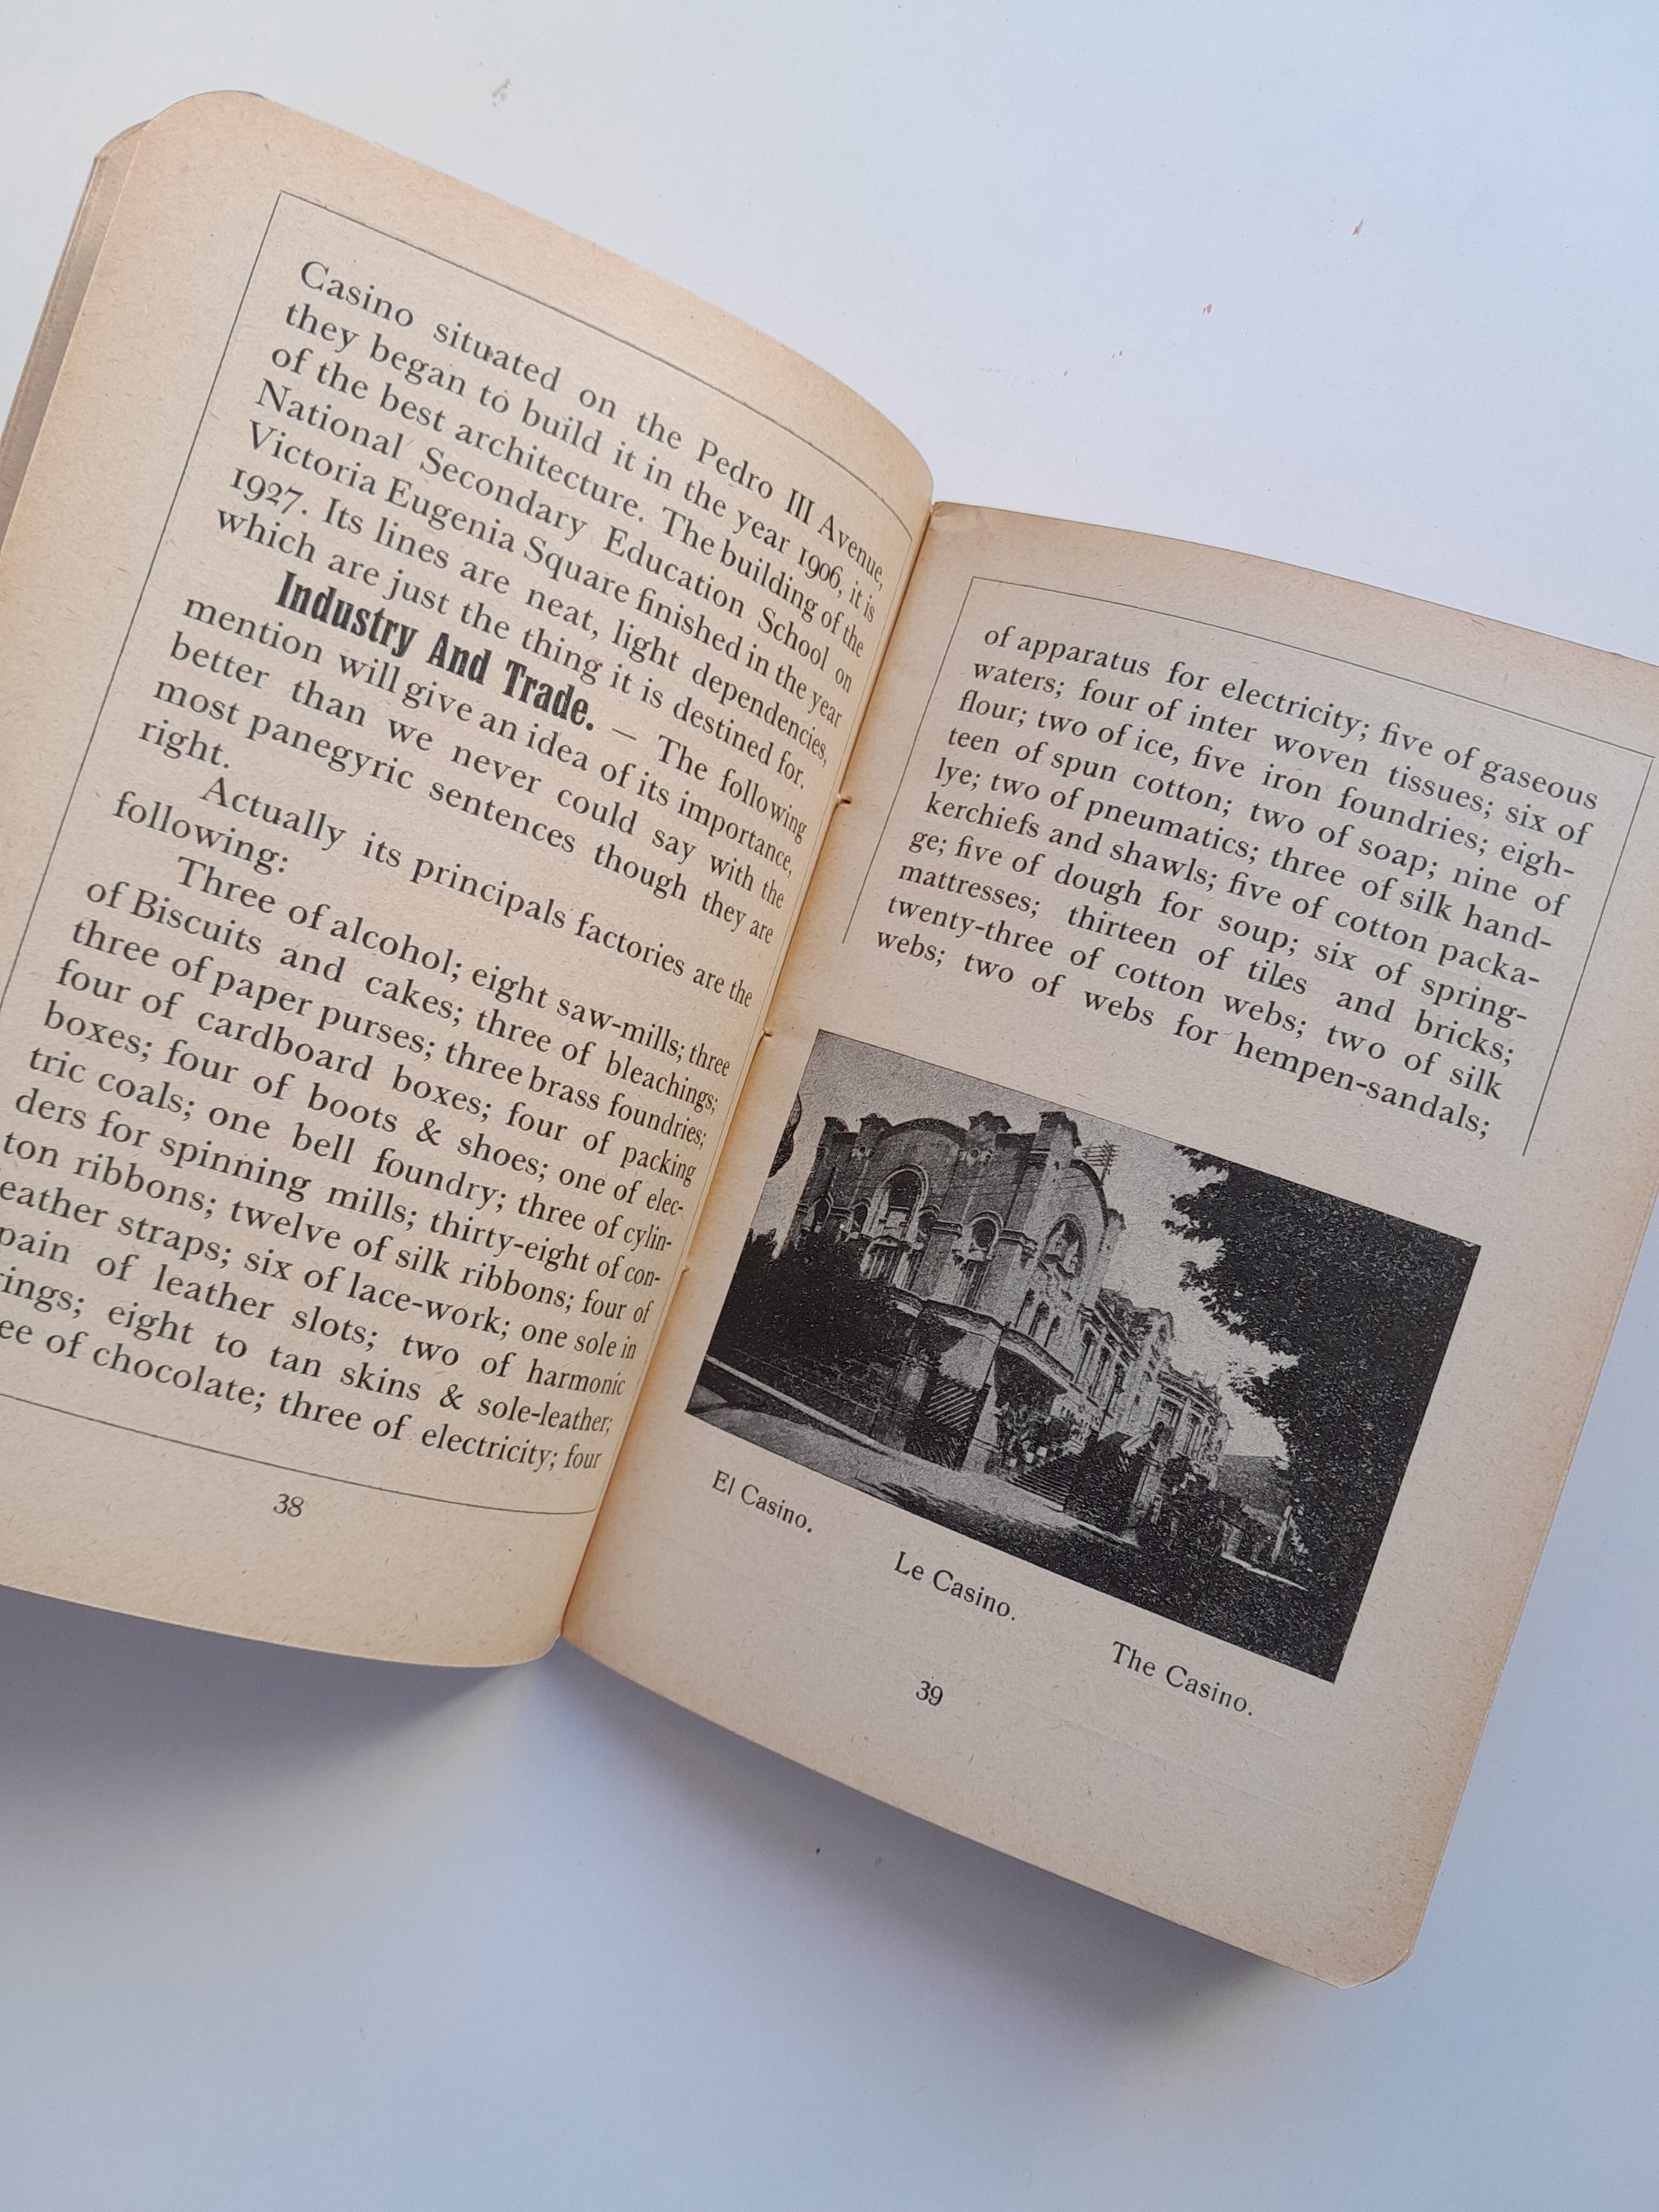 Casino situated on the Pedro III Avenue,
they began to build it in the year 1906, it is
of the best architecture. The building of the
National Secondary Education School on
Victoria Eugenia Square finished in the year
1927. Its lines are neat, light dependencies,
which are just the thing it is destined for.
Industry And Trade. — The following
mention will give an idea of its importance,
better than we never could say with the
most panegyric sentences though they are
right.
Actually its principals factories are the
following:
Three of alcohol; eight saw-mills; three
of Biscuits and cakes; three of bleachings;
three of paper purses; three brass foundries;
four of cardboard boxes; four of packing
boxes; four of boots & shoes; one of elec-
tric coals; one bell foundry; three of cylin-
ders for spinning mills; thirty-eight of con-
ton ribbons; twelve of silk ribbons; four of
eather straps; six of lace-work; one sole in
pain of leather slots; two of harmonic
rings; eight to tan skins & sole-leather;
ee of chocolate; three of electricity; four
38
of apparatus for electricity; five of gaseous
waters; four of inter woven tissues; six of
flour; two of ice, five iron foundries; eigh-
teen of spun cotton; two of soap; nine of
lye; two of pneumatics; three of silk hand-
kerchiefs and shawls; five of cotton packa-
ge; five of dough for soup; six of spring-
mattresses; thirteen of tiles and bricks;
twenty-three of cotton webs; two of silk
webs; two of webs for hempen-sandals;
El Casino. Le Casino. The Casino.
39